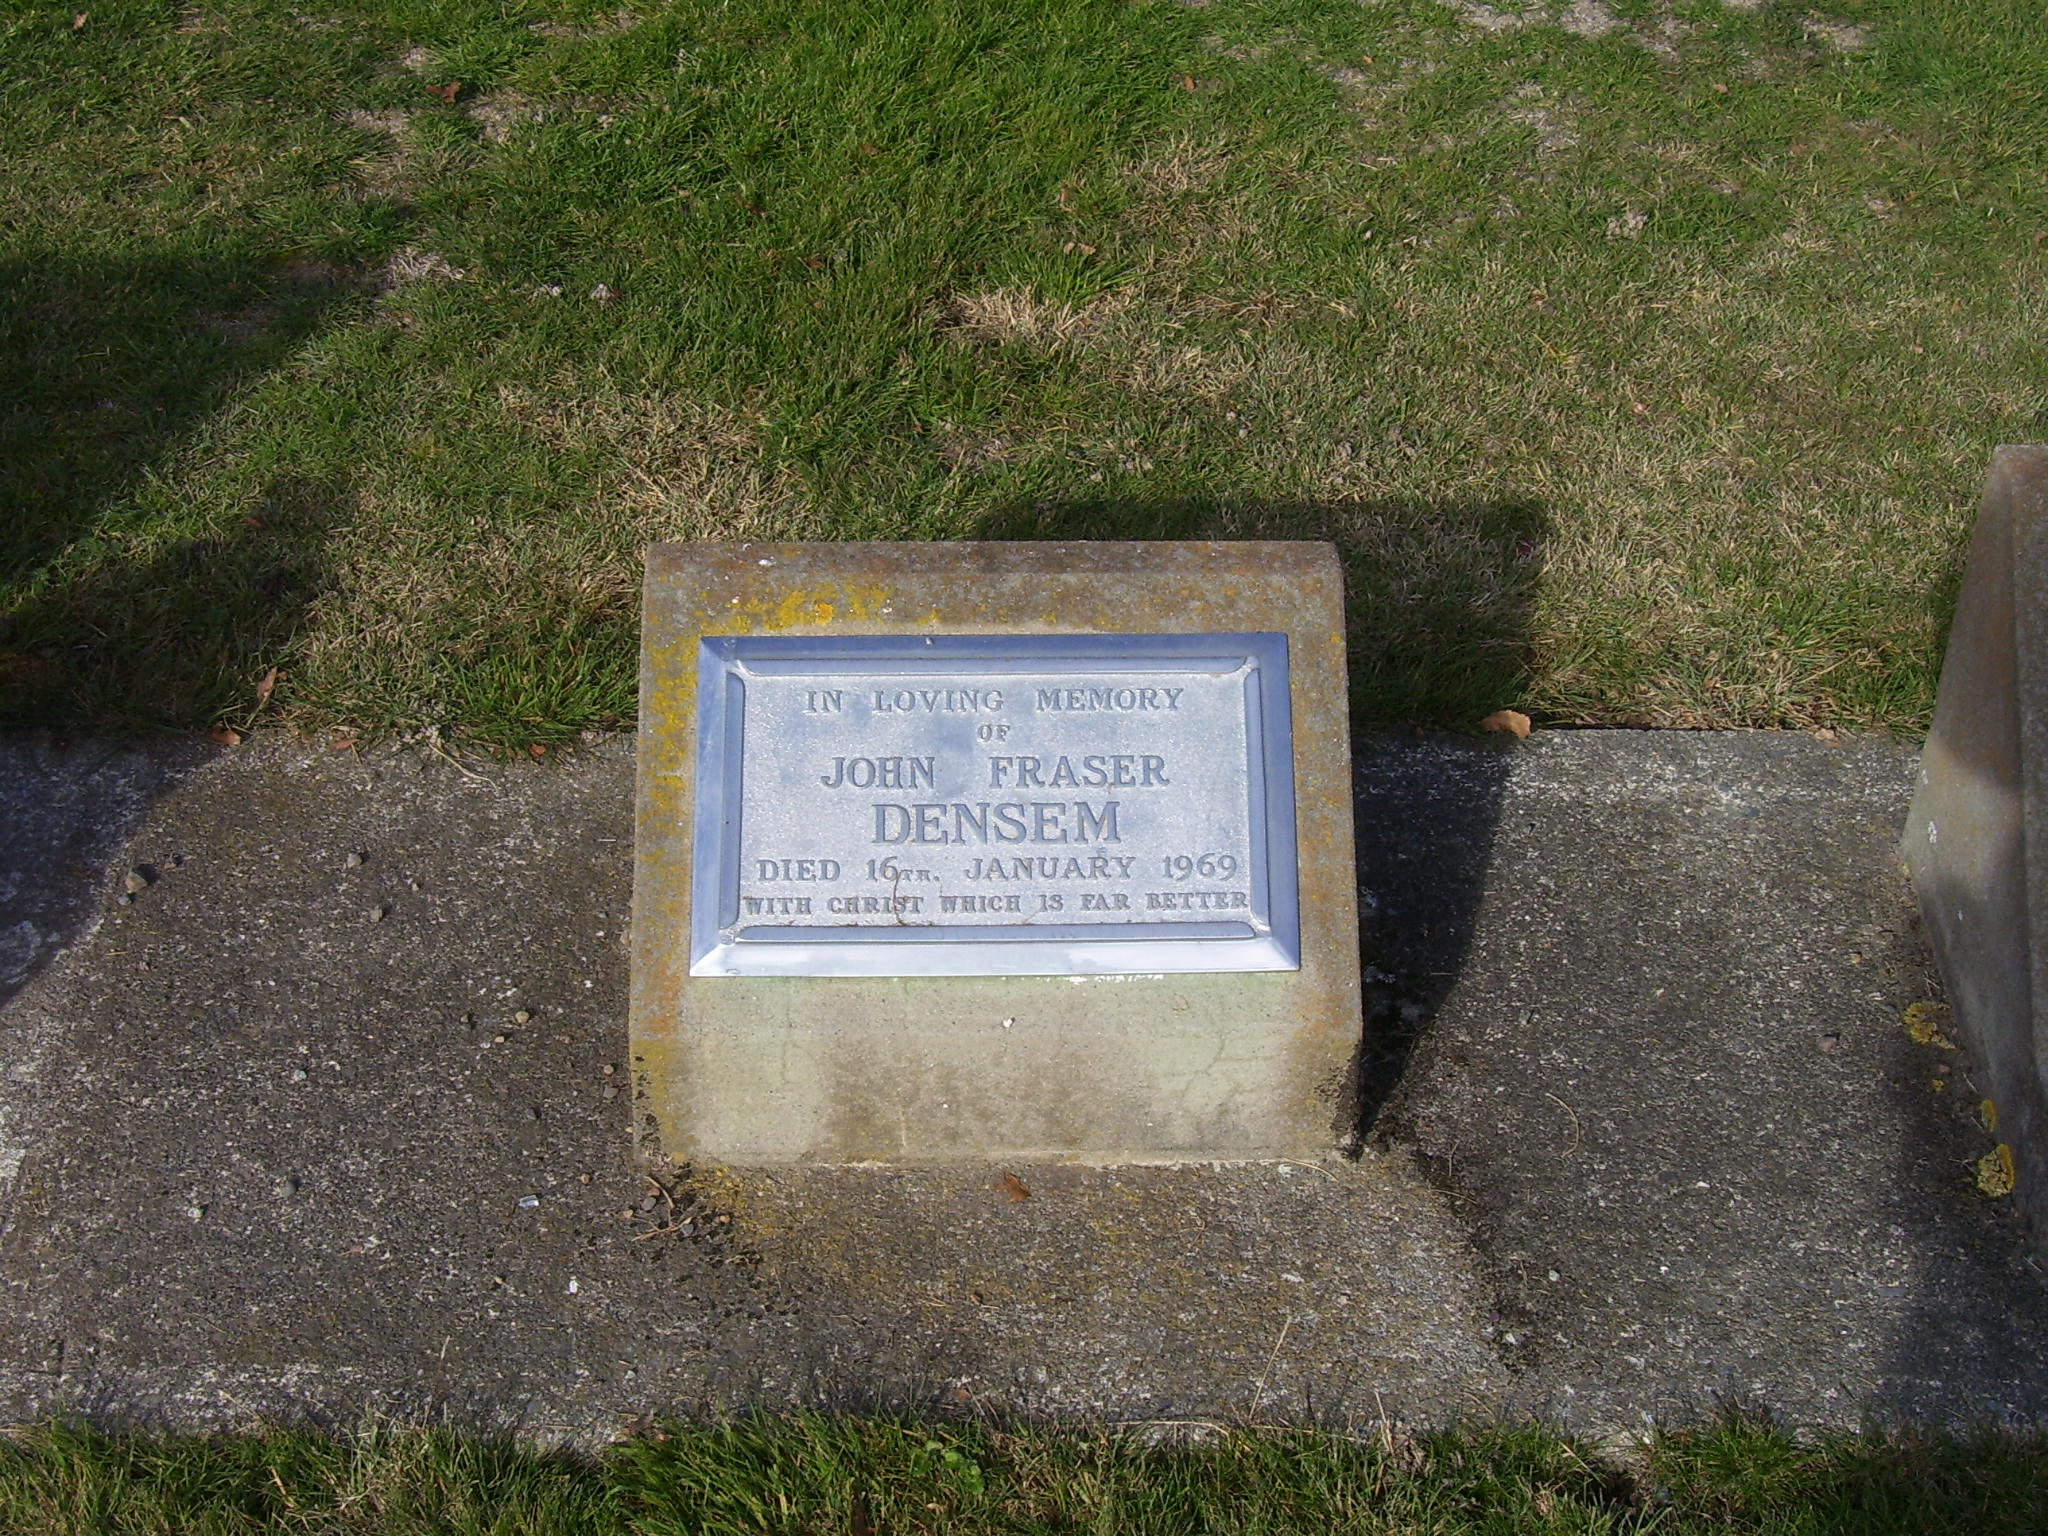 IN LOVING MEMORY
OF
JOHN FRASER
DENSEM
DIED 16TH. JANUARY 1969
WITH CHRIST WHICH IS FAR BETTER